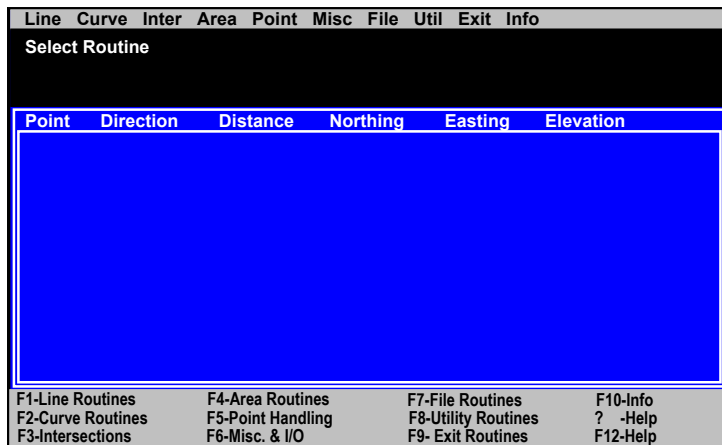 Line Curve Inter Area Point Misc File Util Exit Info
Select Routine
Point Direction Distance Northing Easting Elevation
F1-Line Routines F4-Area Routines F7-File Routines F10-Info
F2-Curve Routines F5-Point Handling F8-Utility Routines ? -Help
F3-Intersections F6-Misc. & I/O F9- Exit Routines F12-Help